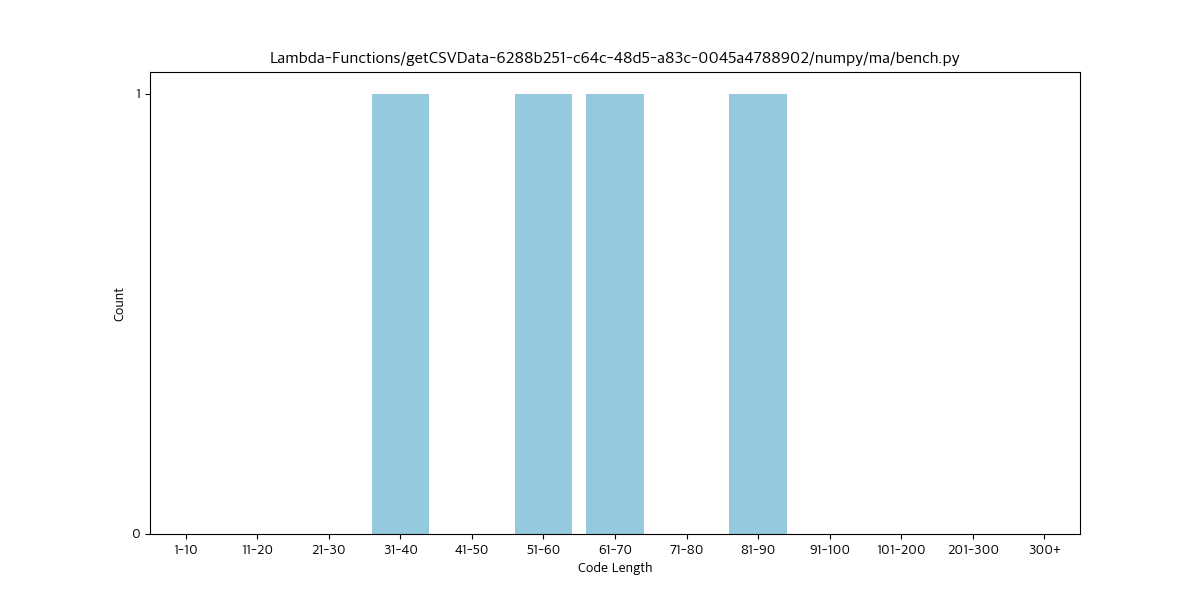 Lambda-Functions/getCSVData-6288b251-c64c-48d5-a83c-0045a4788902/numpy/ma/bench.py
1
Count
0
1-10 11-20 21-30 31-40 41-50 51-60 61-70 71-80 81-90 91-100 101-200 201-300 300+
Code Length